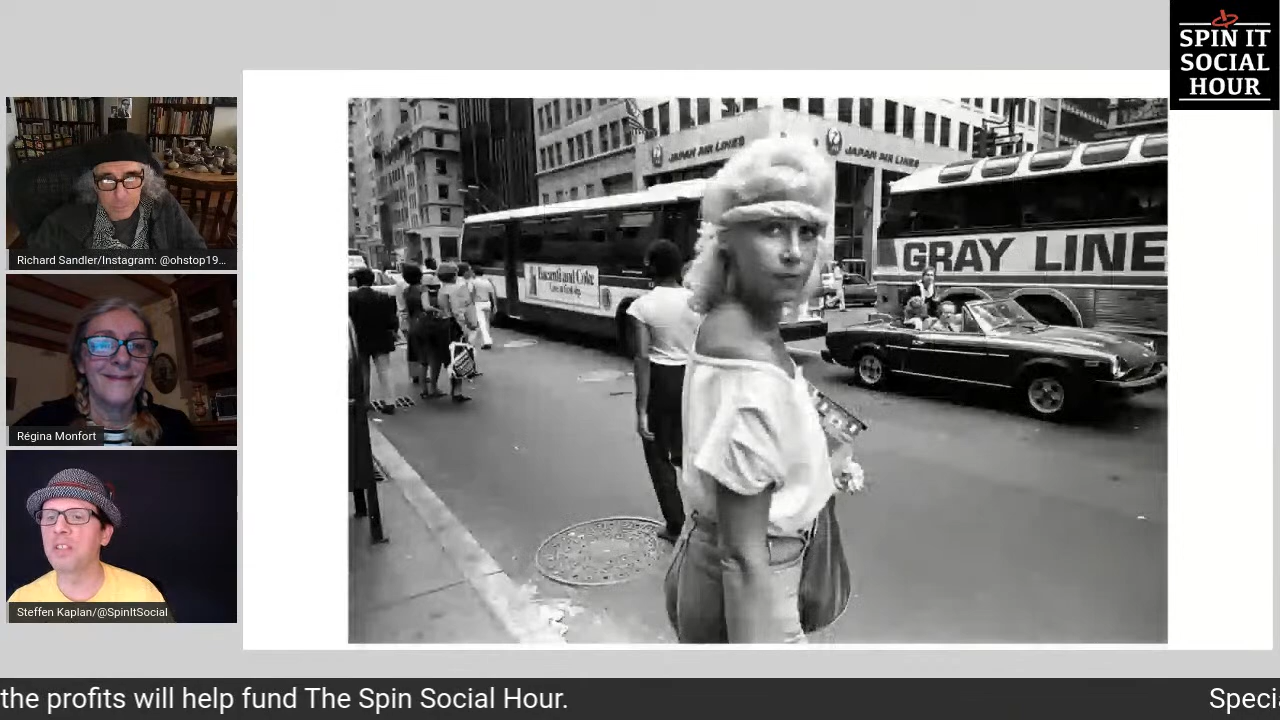 SPIN IT
SOCIAL
HOUR
Richard Sandler/Instagram: @ohstop19...
Régina Monfort
Steffen Kaplan/@SpinItSocial
JAPAN AIR LINES
JAPAN AIR LINES
Bacardi and Coke
GRAY LINE
the profits will help fund The Spin Social Hour.
Specia